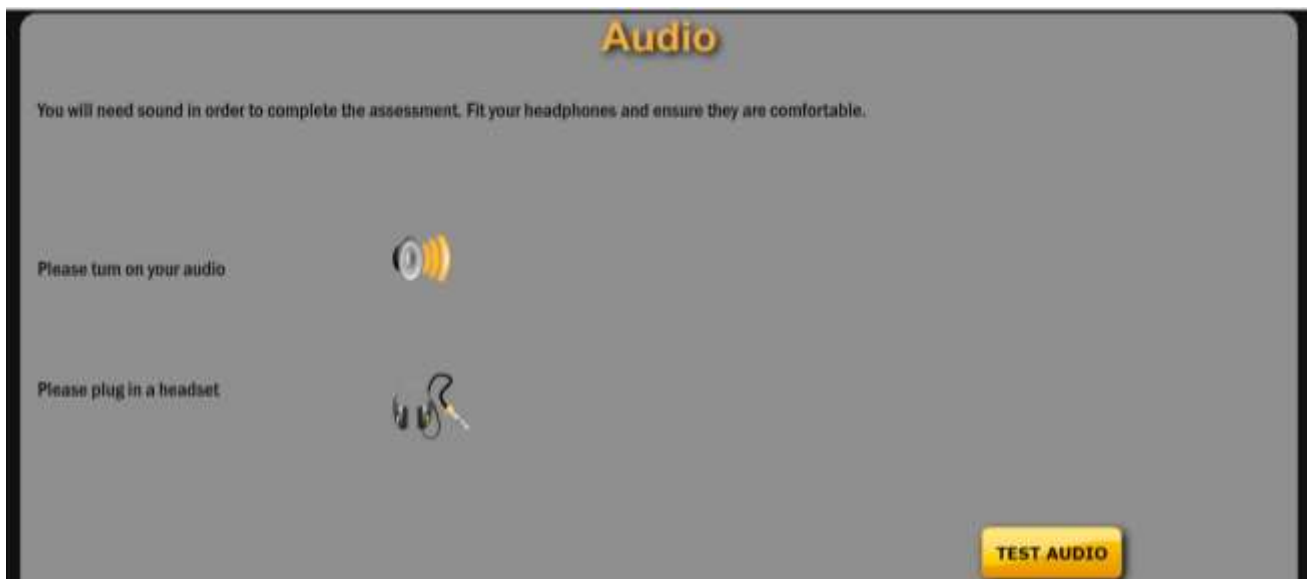 Audio
You will need sound in order to complete the assessment. Fit your headphones and ensure they are comfortable.
Please turn on your audio
Please plug in a headset
TEST AUDIO